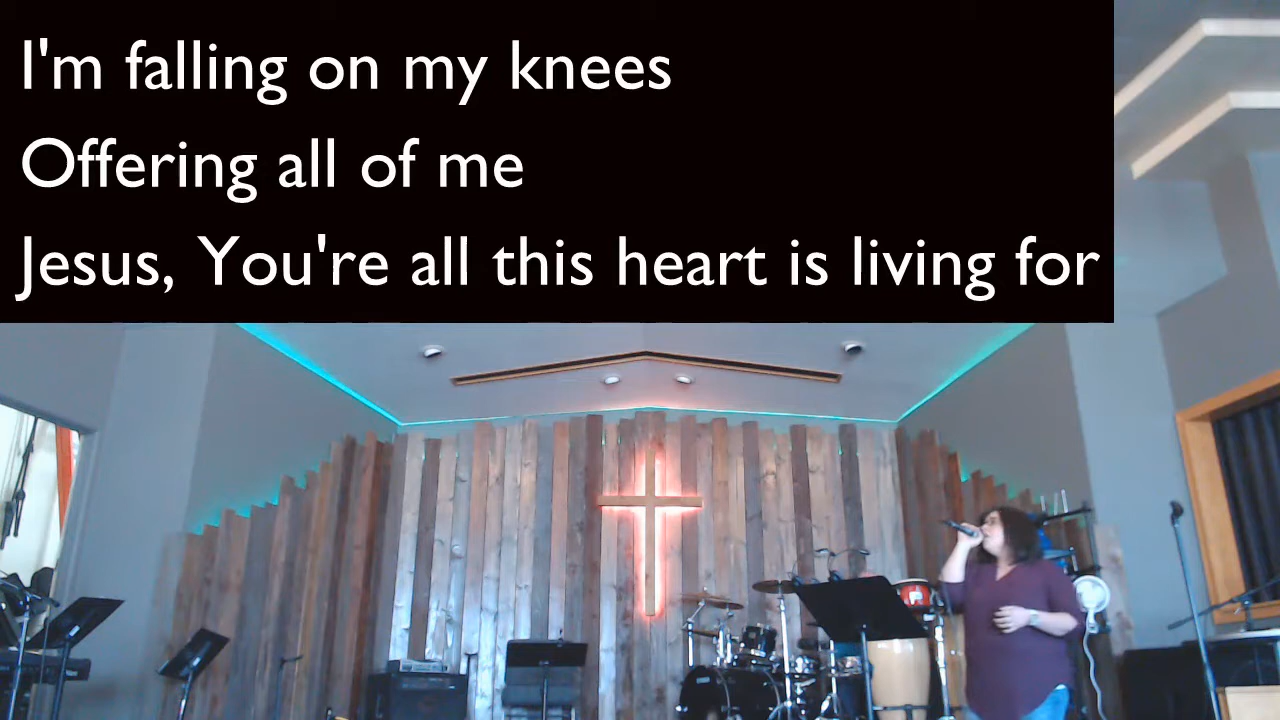 I'm falling on my knees
Offering all of me
Jesus, You're all this heart is living for